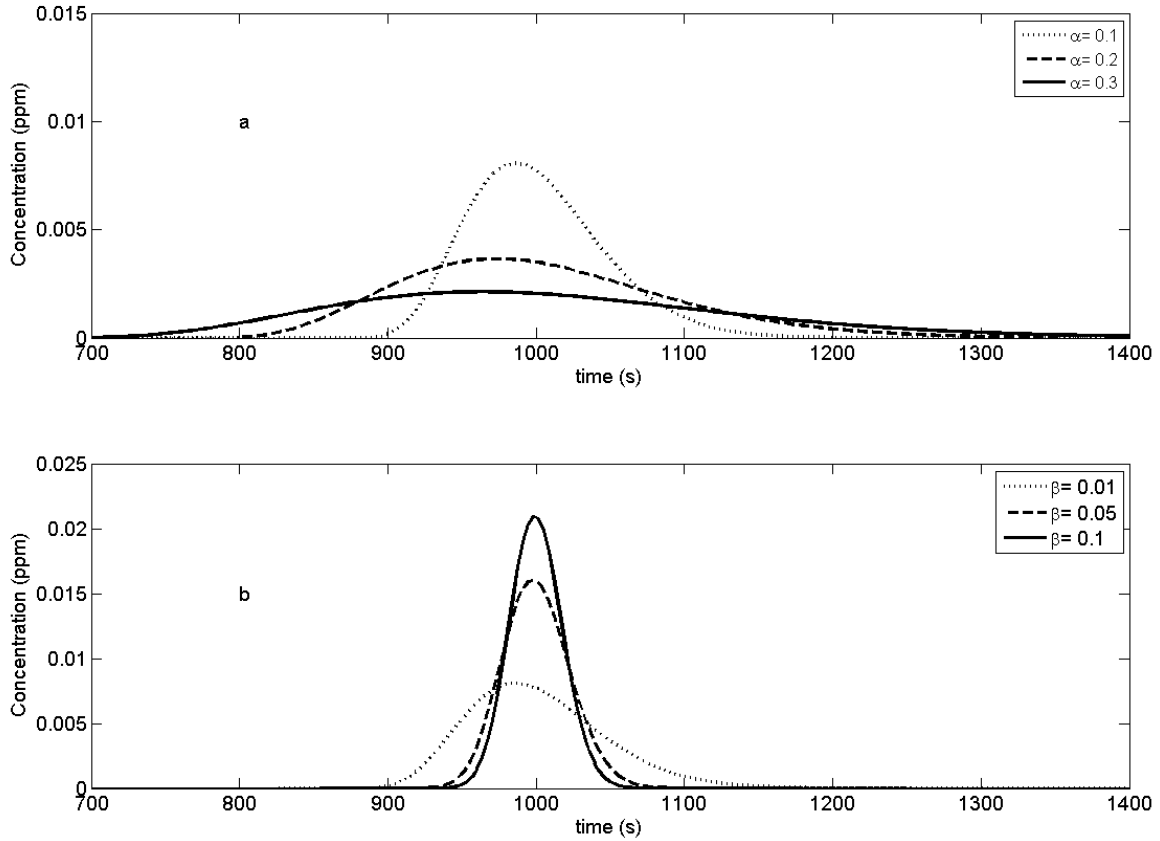 0.015
0.01
0.005
0
Concentration (ppm)
a
α= 0.1
α= 0.2
α= 0.3
700 800 900 1000 1100 1200 1300 1400
time (s)
0.025
0.02
0.015
0.01
0.005
0
Concentration (ppm)
b
β= 0.01
β= 0.05
β= 0.1
700 800 900 1000 1100 1200 1300 1400
time (s)